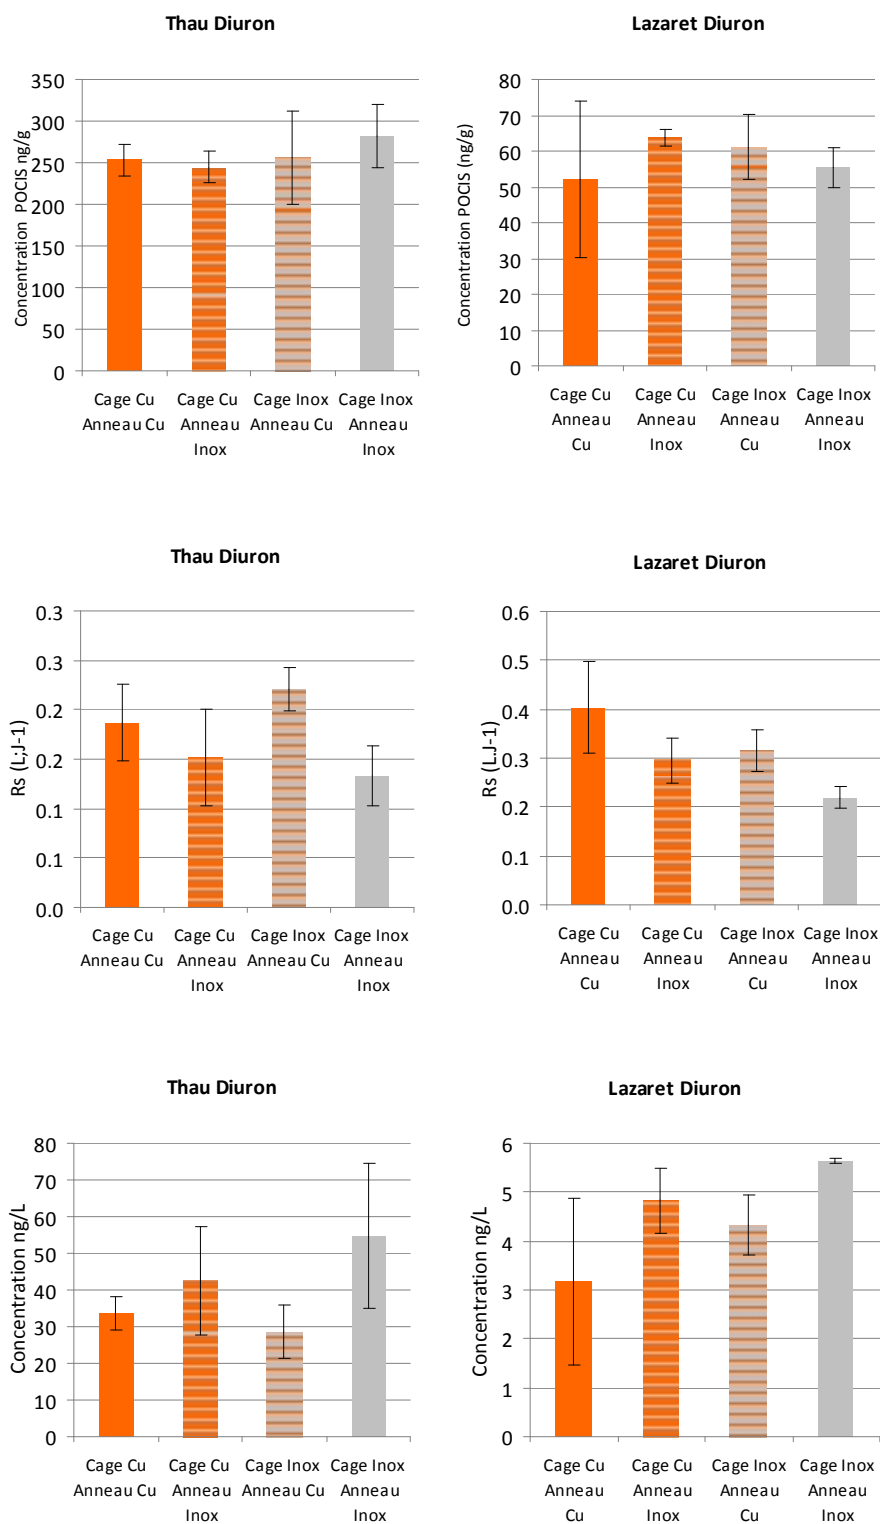 Thau Diuron
Concentration POCIS ng/g
350
300
250
200
150
100
50
0
Cage Cu Cage Cu Cage Inox Cage Inox
Anneau Cu Anneau Anneau Cu Anneau
Inox Inox
Lazaret Diuron
Concentration POCIS (ng/g)
80
70
60
50
40
30
20
10
0
Cage Cu Cage Cu Cage Inox Cage Inox
Anneau Anneau Anneau Anneau
Cu Inox Cu Inox
Thau Diuron
Rs (L;J-1)
0.3
0.3
0.2
0.2
0.1
0.1
0.0
Cage Cu Cage Cu Cage Inox Cage Inox
Anneau Cu Anneau Anneau Cu Anneau
Inox Inox
Lazaret Diuron
Rs (L.J-1)
0.6
0.5
0.4
0.3
0.2
0.1
0.0
Cage Cu Cage Cu Cage Inox Cage Inox
Anneau Anneau Anneau Anneau
Cu Inox Cu Inox
Thau Diuron
Concentration ng/L
80
70
60
50
40
30
20
10
0
Cage Cu Cage Cu Cage Inox Cage Inox
Anneau Cu Anneau Anneau Cu Anneau
Inox Inox
Lazaret Diuron
Concentration ng/L
6
5
4
3
2
1
0
Cage Cu Cage Cu Cage Inox Cage Inox
Anneau Anneau Anneau Anneau
Cu Inox Cu Inox